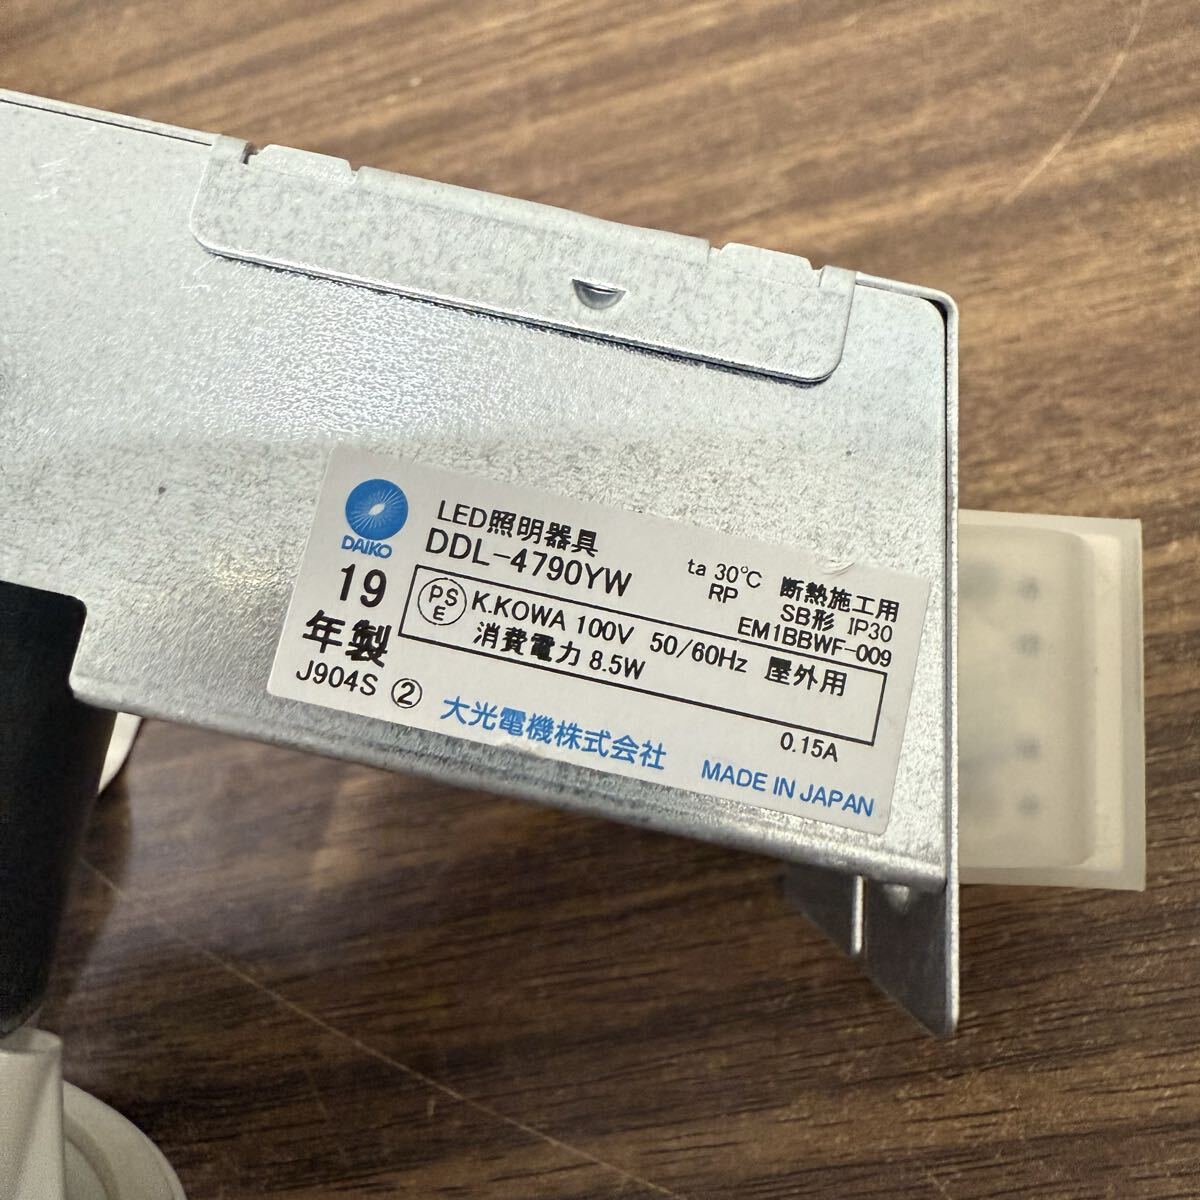 DAIKO
LED照明器具
DDL-4790YW
ta 30℃ 断熱施工用
RP SB形 IP30
EM1BBWF-009
19
年製
J904S ②
PS
E
K.KOWA 100V 50/60Hz 屋外用
消費電力 8.5W
0.15A
大光電機株式会社
MADE IN JAPAN